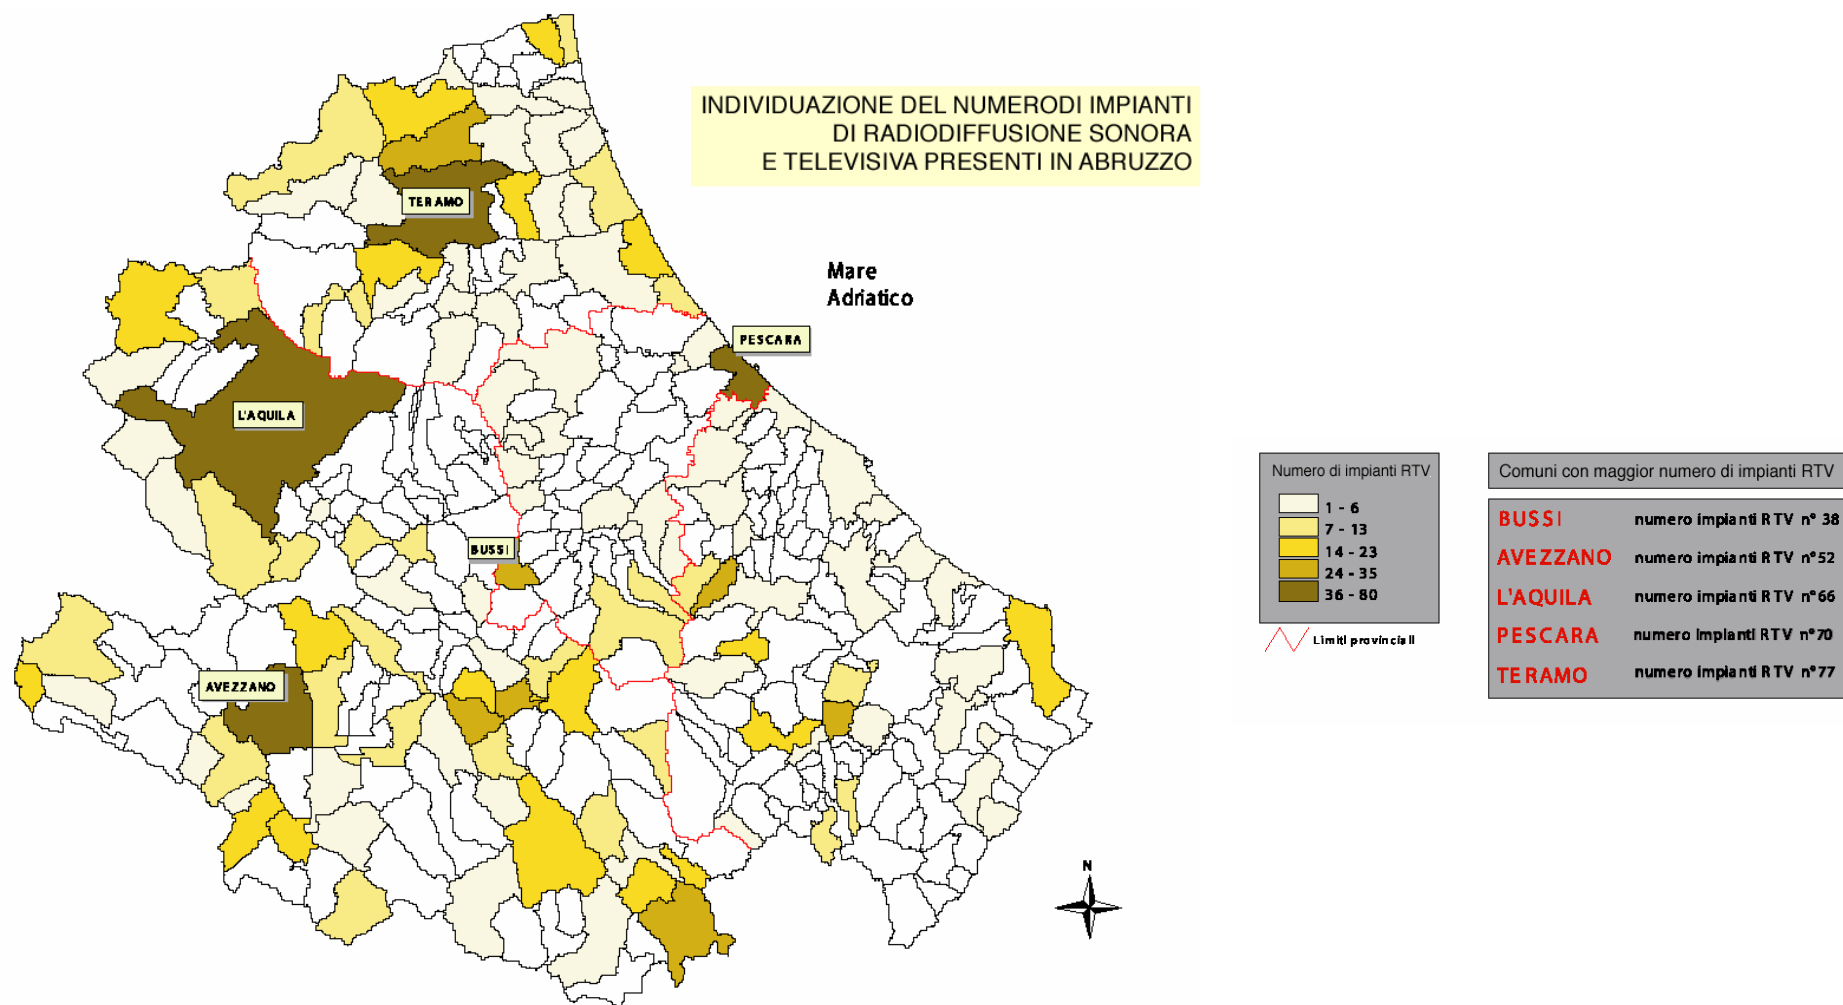 INDIVIDUAZIONE DEL NUMERODI IMPIANTI
DI RADIODIFFUSIONE SONORA
E TELEVISIVA PRESENTI IN ABRUZZO
TERAMO
Mare
Adriatico
PESCARA
L'AQUILA
BUSSI
AVEZZANO
N
Numero di impianti RTV
1 - 6
7 - 13
14 - 23
24 - 35
36 - 80
Limiti provinciali
Comuni con maggior numero di impianti RTV
BUSSI numero impianti RTV n° 38
AVEZZANO numero impianti RTV n°52
L'AQUILA numero impianti RTV n°66
PESCARA numero impianti RTV n°70
TERAMO numero impianti RTV n°77